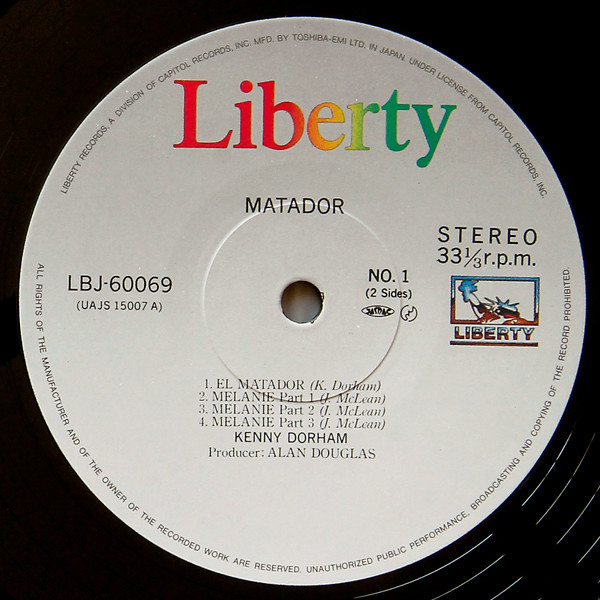 LIBERTY RECORDS, A DIVISION OF CAPITOL RECORDS, INC. MFD. BY TOSHIBA-EMI LTD. IN JAPAN. UNDER LICENSE FROM CAPITOL RECORDS, INC.
Liberty
MATADOR
STEREO
33⅓r.p.m.
LBJ-60069
(UAJS 15007 A)
NO. 1
(2 Sides)
LIBERTY
1. EL MATADOR (K. Dorham)
2. MELANIE Part 1 (J. McLean)
3. MELANIE Part 2 (J. McLean)
4. MELANIE Part 3 (J. McLean)
KENNY DORHAM
Producer: ALAN DOUGLAS
ALL RIGHTS OF THE MANUFACTURER AND OF THE OWNER OF THE RECORDED WORK ARE RESERVED. UNAUTHORIZED PUBLIC PERFORMANCE, BROADCASTING AND COPYING OF THE RECORD PROHIBITED.